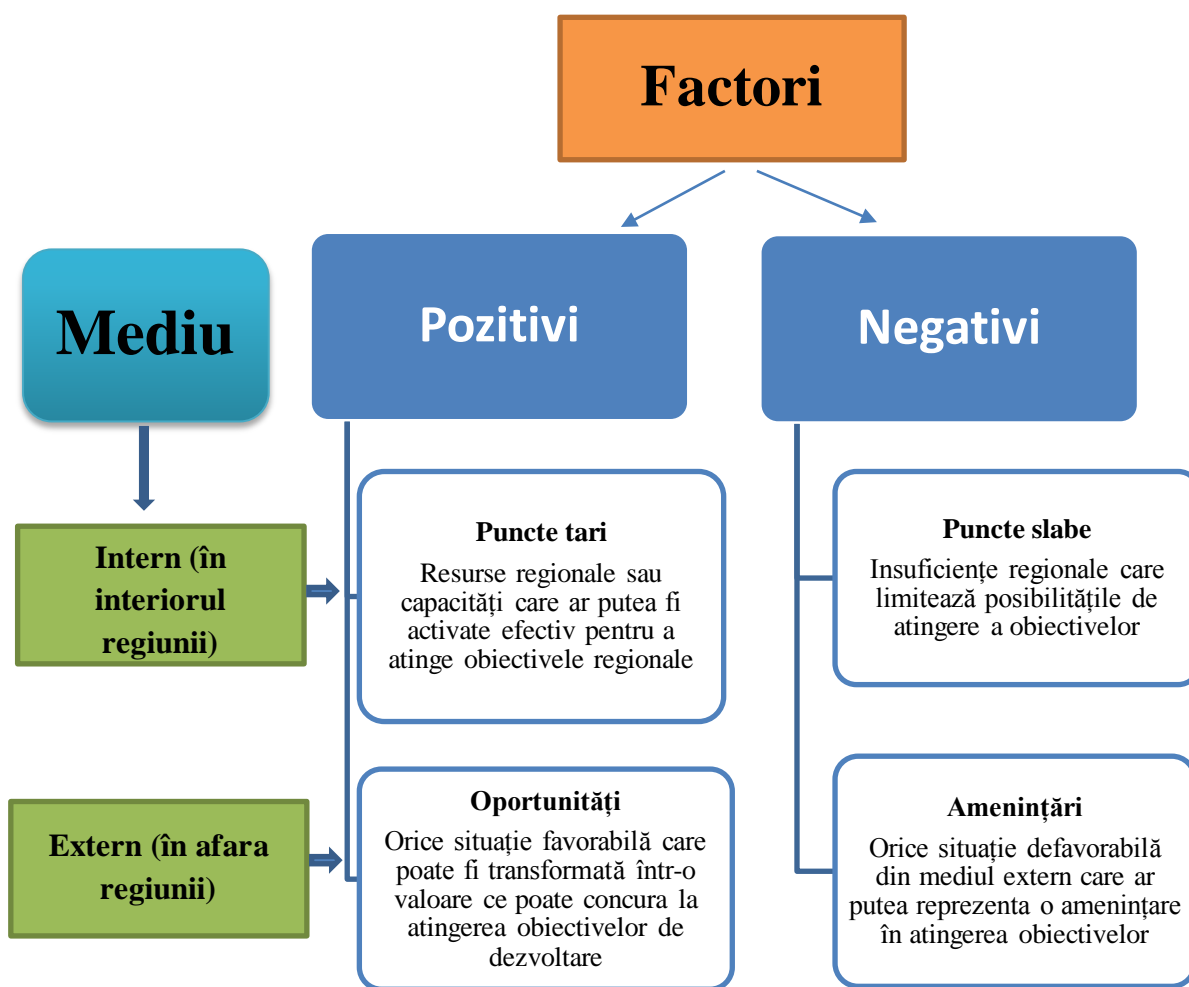 Factori
Mediu
Pozitivi
Negativi
Intern (în
interiorul
regiunii)
Puncte tari
Resurse regionale sau
capacități care ar putea fi
activate efectiv pentru a
atinge obiectivele regionale
Puncte slabe
Insuficiențe regionale care
limitează posibilitățile de
atingere a obiectivelor
Extern (în afara
regiunii)
Oportunități
Orice situație favorabilă care
poate fi transformată într-o
valoare ce poate concura la
atingerea obiectivelor de
dezvoltare
Amenințări
Orice situație defavorabilă
din mediul extern care ar
putea reprezenta o amenințare
în atingerea obiectivelor